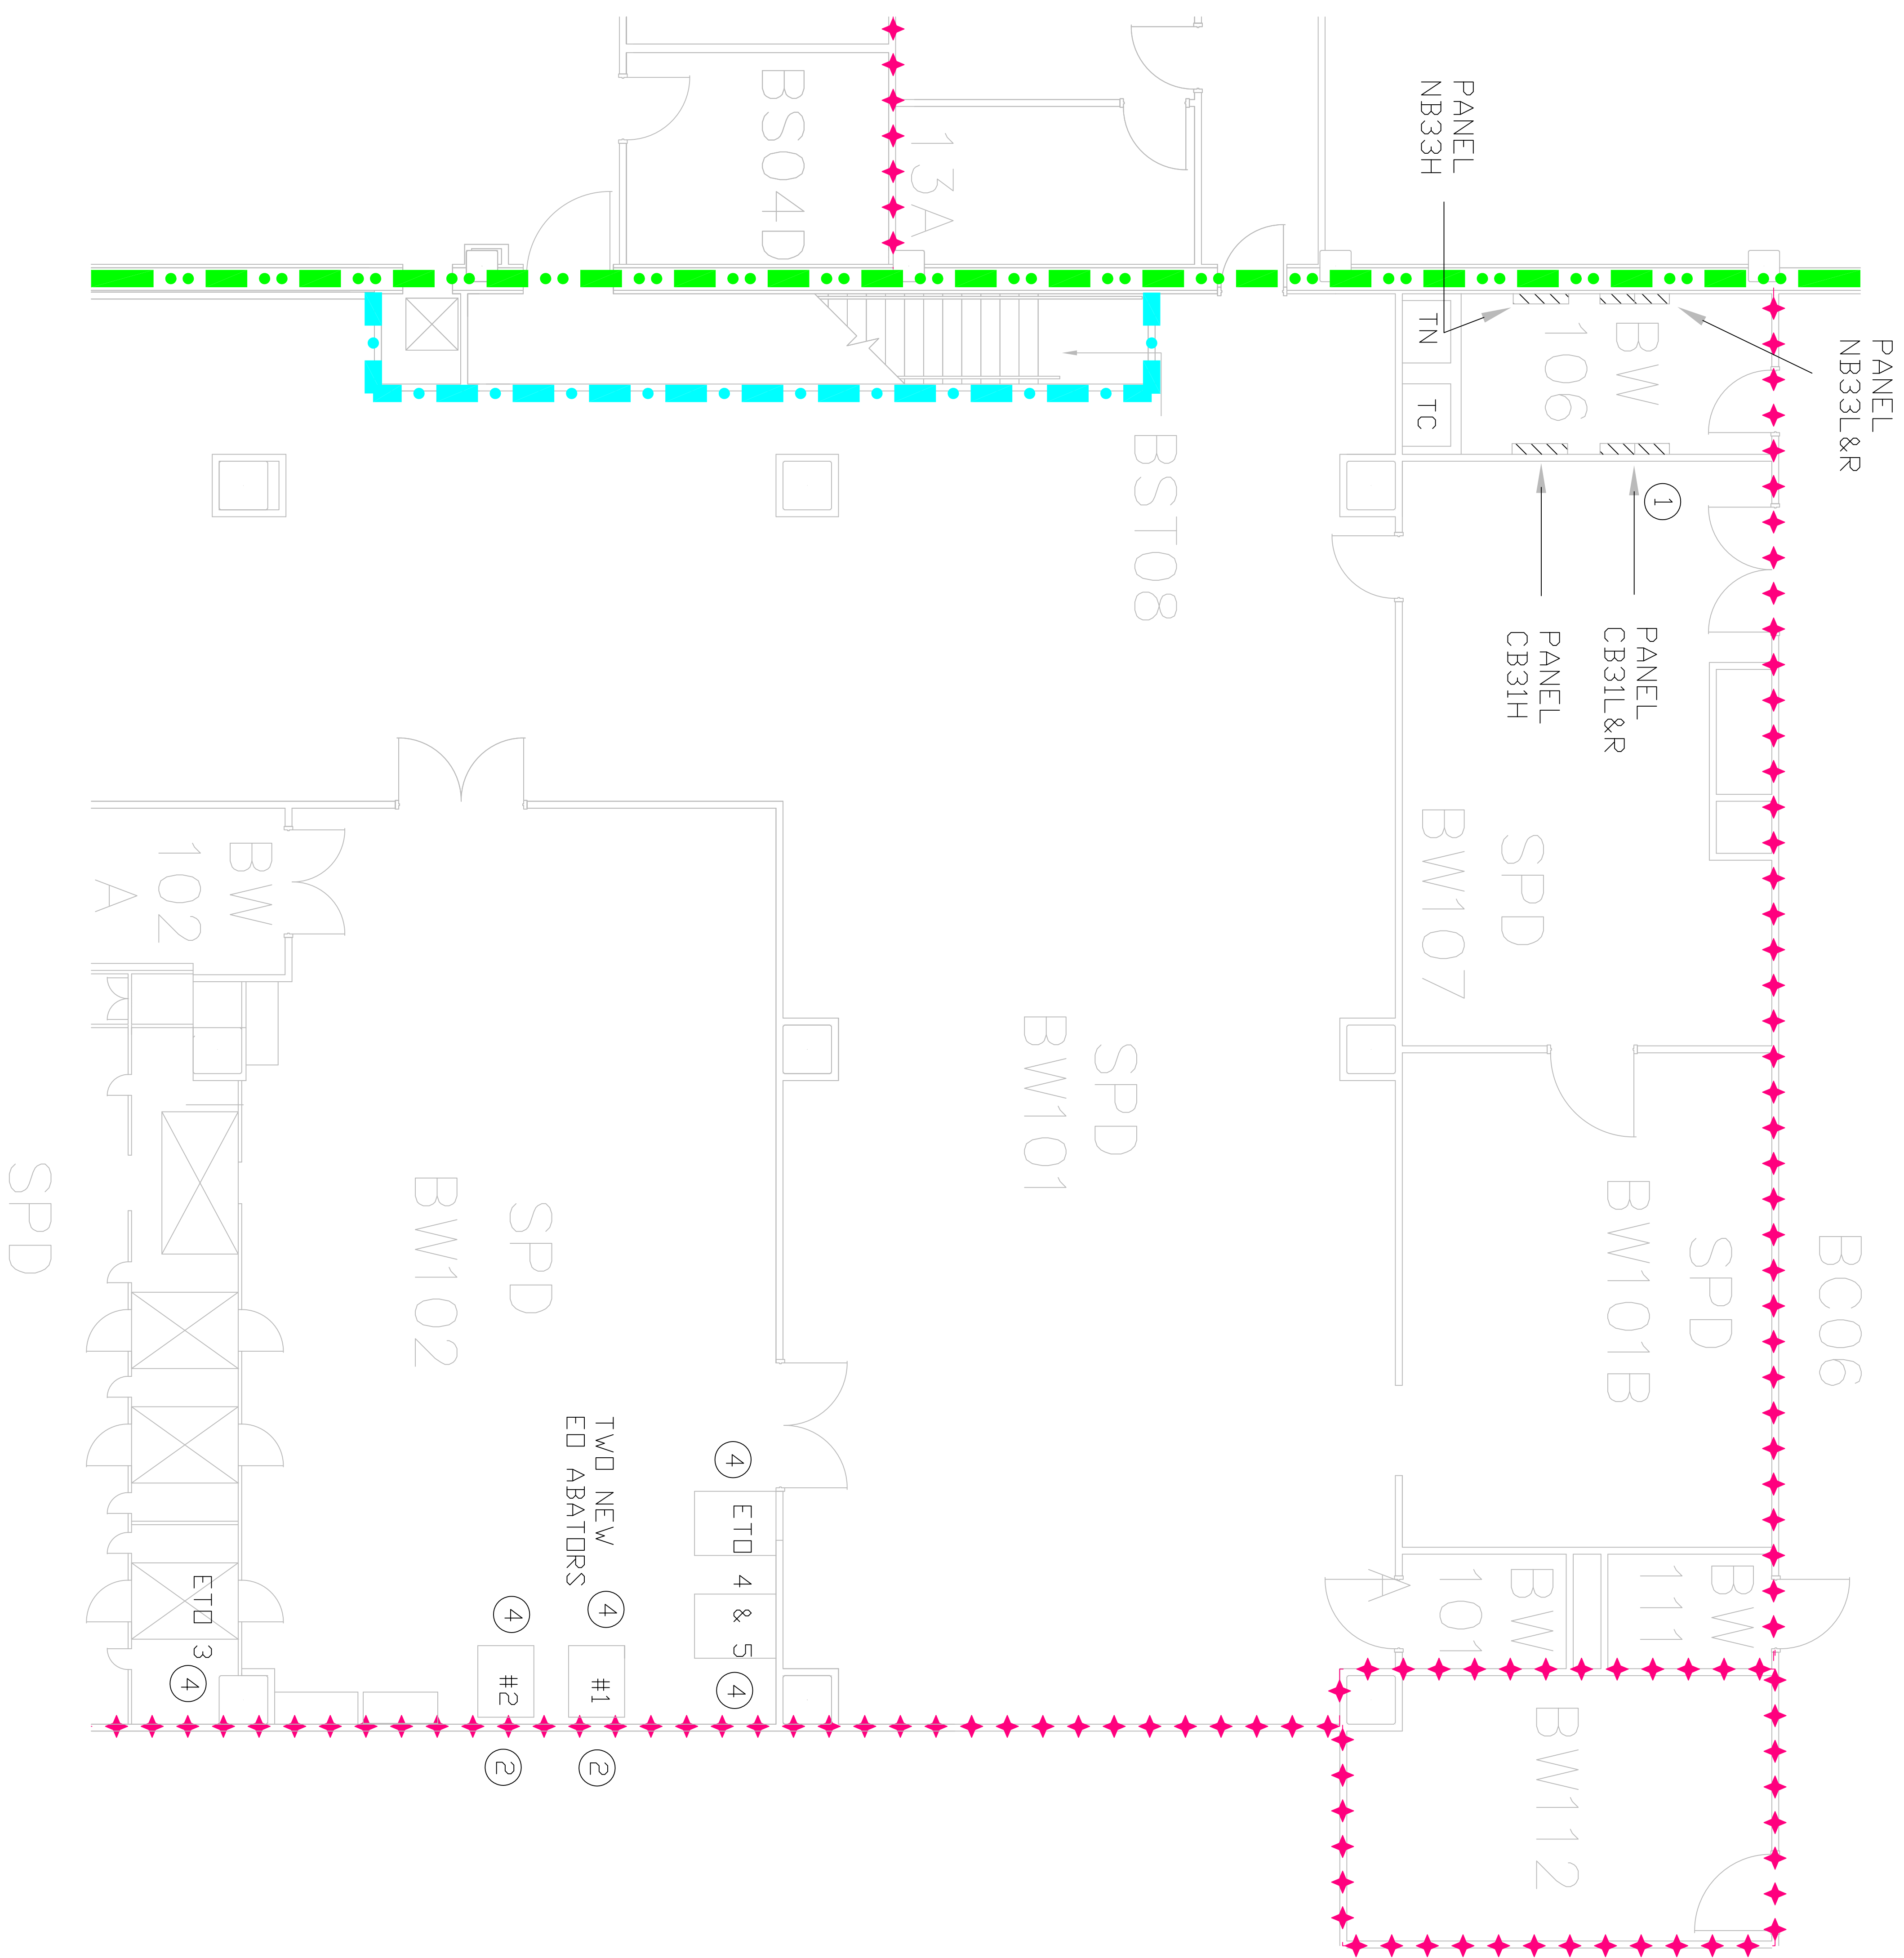 PANEL
NB33L&R
PANEL
NB33H
BW
106
TN
TC
1
PANEL
CB31L&R
PANEL
CB31H
13A
BS04D
BST08
SPD
BW107
SPD
BW101
BW
102
A
BC06
SPD
BW101B
SPD
BW102
SPD
TWO NEW
EO ABATORS
4
ETO 4 & 5
4
4
#1
2
4
#2
2
ETO 3
4
BW
111
BW
101
A
BW112